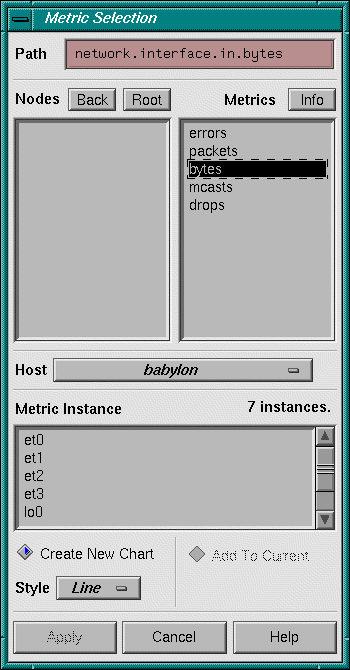 Metric Selection
Path network.interface.in.bytes
Nodes Back Root Metrics Info
errors
packets
bytes
mcasts
drops
Host babylon
Metric Instance 7 instances.
et0
et1
et2
et3
lo0
Create New Chart Add To Current
Style Line
Apply Cancel Help